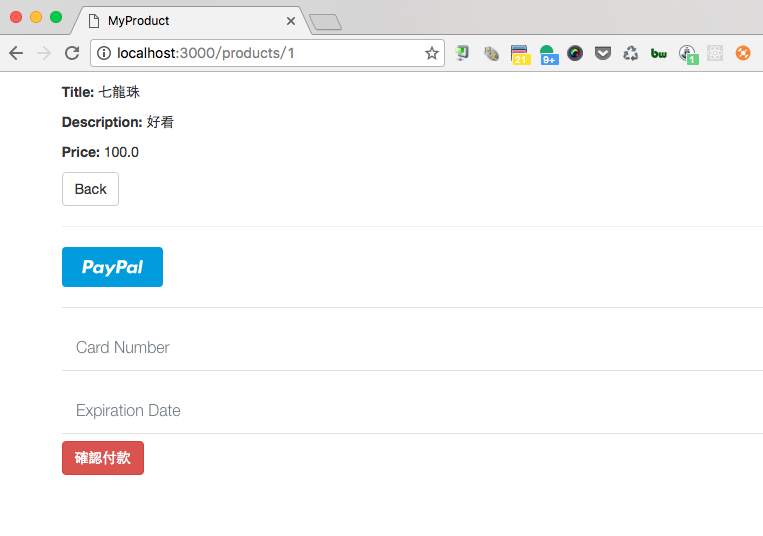 MyProduct
localhost:3000/products/1
21
9+
bw
1
Title: 七龍珠
Description: 好看
Price: 100.0
Back
PayPal
Card Number
Expiration Date
確認付款